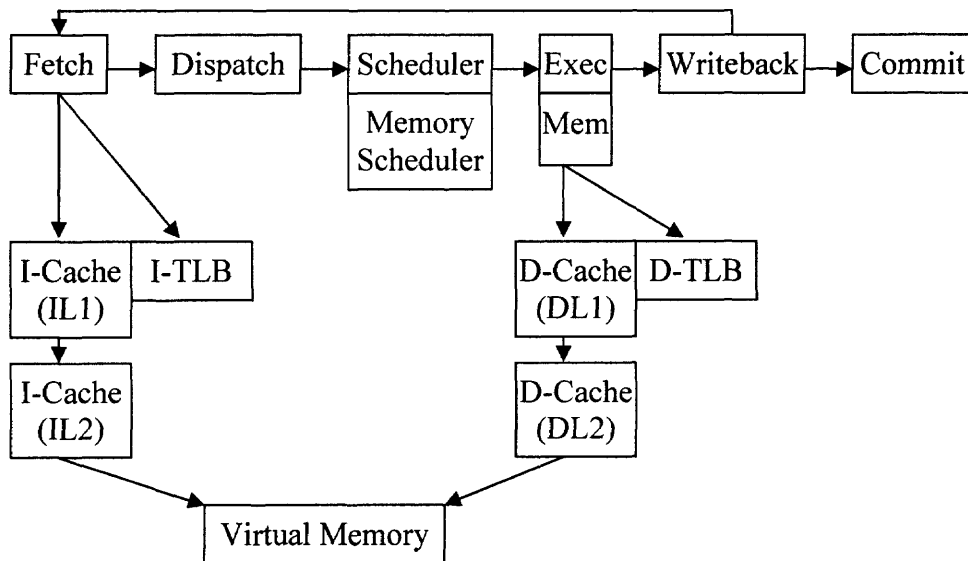 Fetch
Dispatch
Scheduler
Exec
Writeback
Commit
Memory
Scheduler
Mem
I-Cache
(IL1)
I-TLB
D-Cache
(DL1)
D-TLB
I-Cache
(IL2)
D-Cache
(DL2)
Virtual Memory